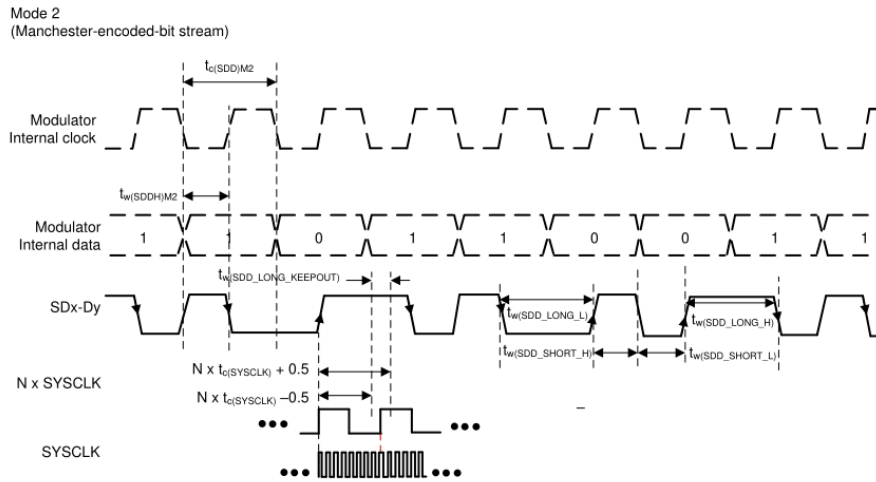 Mode 2
(Manchester-encoded-bit stream)
tc(SDD)M2
Modulator
Internal clock
tw(SDDH)M2
Modulator
Internal data
1 1 0 1 1 0 0 1 1
tw(SDD_LONG_KEEPOUT)
SDx-Dy
tw(SDD_LONG_L)
tw(SDD_LONG_H)
tw(SDD_SHORT_H)
tw(SDD_SHORT_L)
N x tc(SYSCLK) + 0.5
N x SYSCLK
N x tc(SYSCLK) –0.5
SYSCLK